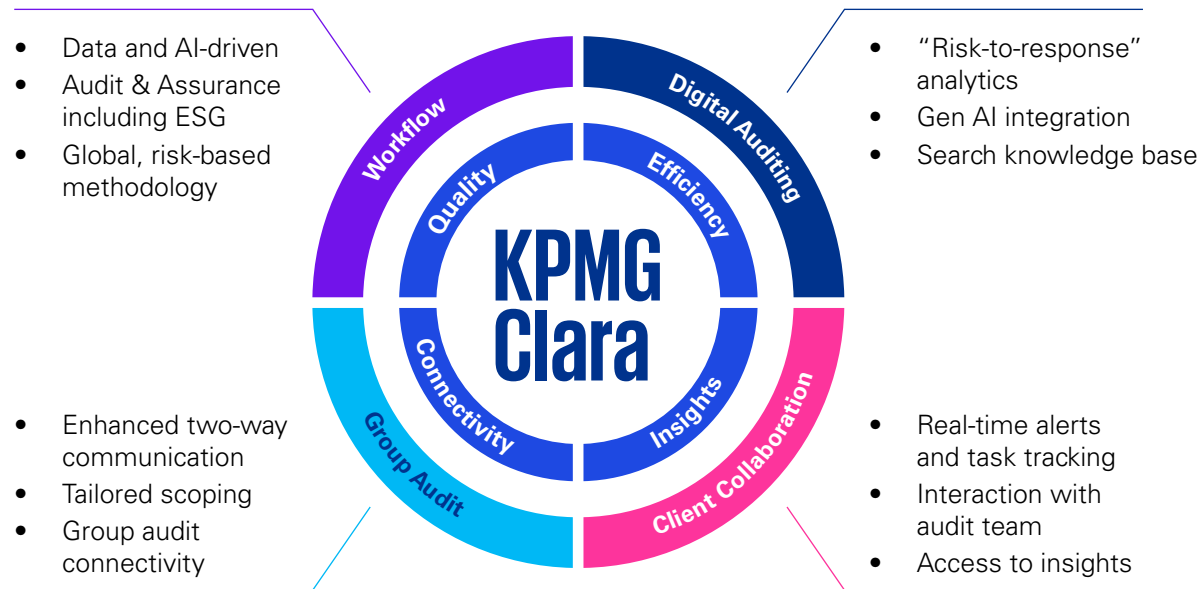 • Data and AI-driven
• Audit & Assurance
including ESG
• Global, risk-based
methodology
• “Risk-to-response”
analytics
• Gen AI integration
• Search knowledge base
Workflow
Digital Auditing
Quality
Efficiency
KPMG
Clara
Connectivity
Insights
Group Audit
Client Collaboration
• Enhanced two-way
communication
• Tailored scoping
• Group audit
connectivity
• Real-time alerts
and task tracking
• Interaction with
audit team
• Access to insights